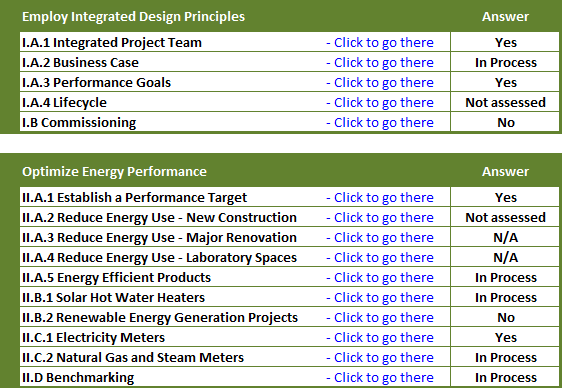 Employ Integrated Design Principles Answer
I.A.1 Integrated Project Team - Click to go there Yes
I.A.2 Business Case - Click to go there In Process
I.A.3 Performance Goals - Click to go there Yes
I.A.4 Lifecycle - Click to go there Not assessed
I.B Commissioning - Click to go there No
Optimize Energy Performance Answer
II.A.1 Establish a Performance Target - Click to go there Yes
II.A.2 Reduce Energy Use - New Construction - Click to go there Not assessed
II.A.3 Reduce Energy Use - Major Renovation - Click to go there N/A
II.A.4 Reduce Energy Use - Laboratory Spaces - Click to go there N/A
II.A.5 Energy Efficient Products - Click to go there In Process
II.B.1 Solar Hot Water Heaters - Click to go there In Process
II.B.2 Renewable Energy Generation Projects - Click to go there No
II.C.1 Electricity Meters - Click to go there Yes
II.C.2 Natural Gas and Steam Meters - Click to go there In Process
II.D Benchmarking - Click to go there In Process